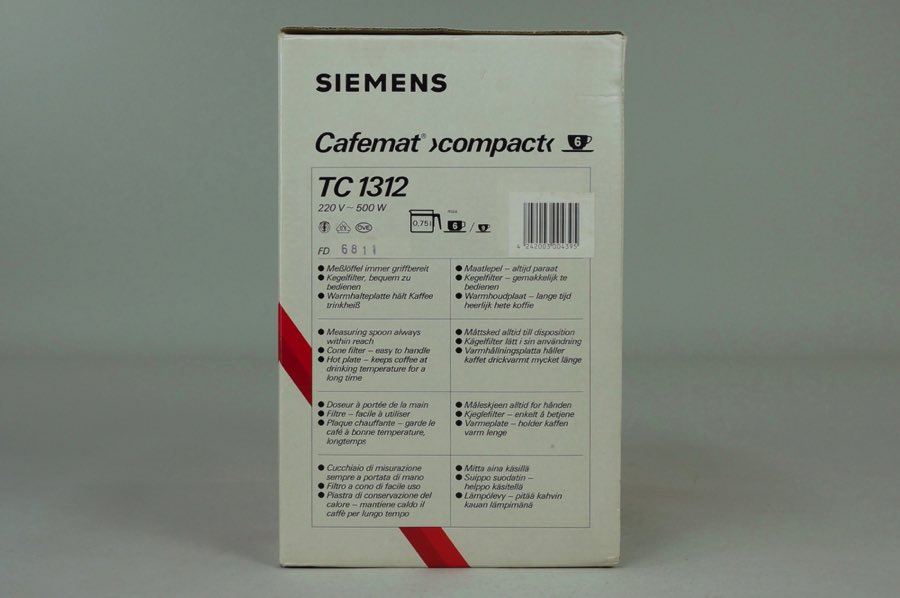 SIEMENS
Cafemat® ›compact‹ 6
TC 1312
220 V ~ 500 W
0,75 l max 6 / 9
ÖVE
FD 6811
4 242003 004395
● Meßlöffel immer griffbereit
● Kegelfilter, bequem zu
bedienen
● Warmhalteplatte hält Kaffee
trinkheiß
● Maatlepel – altijd paraat
● Kegelfilter – gemakkelijk te
bedienen
● Warmhoudplaat – lange tijd
heerlijk hete koffie
● Measuring spoon always
within reach
● Cone filter – easy to handle
● Hot plate – keeps coffee at
drinking temperature for a
long time
● Måttsked alltid till disposition
● Kägelfilter lätt i sin användning
● Varmhållningsplatta håller
kaffet drickvarmt mycket länge
● Doseur à portée de la main
● Filtre – facile à utiliser
● Plaque chauffante – garde le
café à bonne température,
longtemps
● Måleskjeen alltid for hånden
● Kjeglefilter – enkelt å betjene
● Varmeplate – holder kaffen
varm lenge
● Cucchiaio di misurazione
sempre a portata di mano
● Filtro a cono di facile uso
● Piastra di conservazione del
calore – mantiene caldo il
caffè per lungo tempo
● Mitta aina käsillä
● Suippo suodatin –
helppo käsitellä
● Lämpölevy – pitää kahvin
kauan lämpimänä